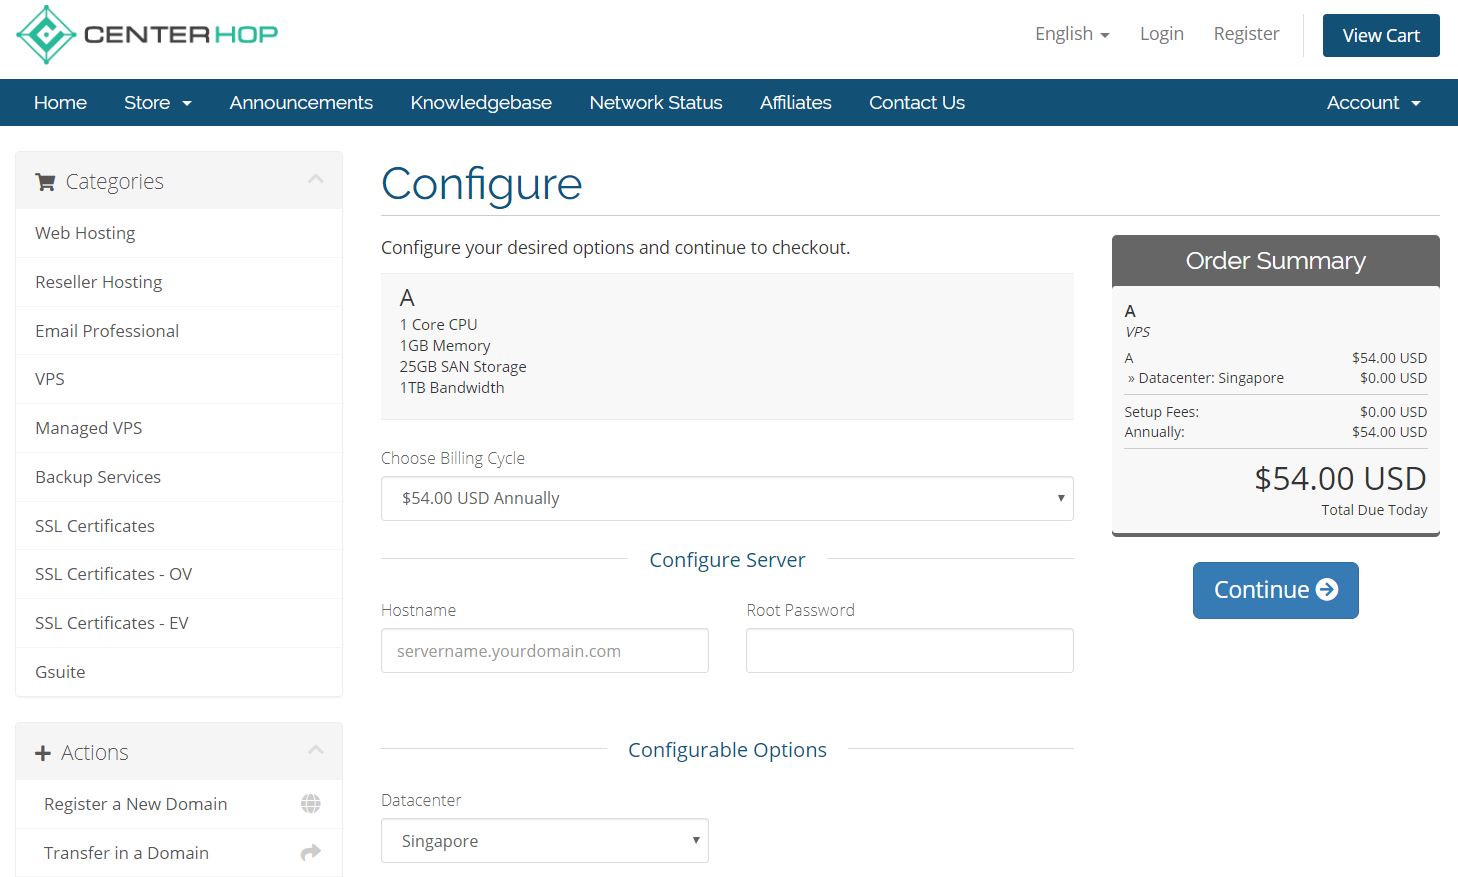 CENTERHOP
English
Login
Register
View Cart
Home
Store
Announcements
Knowledgebase
Network Status
Affiliates
Contact Us
Account
Categories
Web Hosting
Reseller Hosting
Email Professional
VPS
Managed VPS
Backup Services
SSL Certificates
SSL Certificates - OV
SSL Certificates - EV
Gsuite
Actions
Register a New Domain
Transfer in a Domain
Configure
Configure your desired options and continue to checkout.
A
1 Core CPU
1GB Memory
25GB SAN Storage
1TB Bandwidth
Choose Billing Cycle
$54.00 USD Annually
Configure Server
Hostname
servername.yourdomain.com
Root Password
Configurable Options
Datacenter
Singapore
Order Summary
A
VPS
A $54.00 USD
» Datacenter: Singapore $0.00 USD
Setup Fees: $0.00 USD
Annually: $54.00 USD
$54.00 USD
Total Due Today
Continue